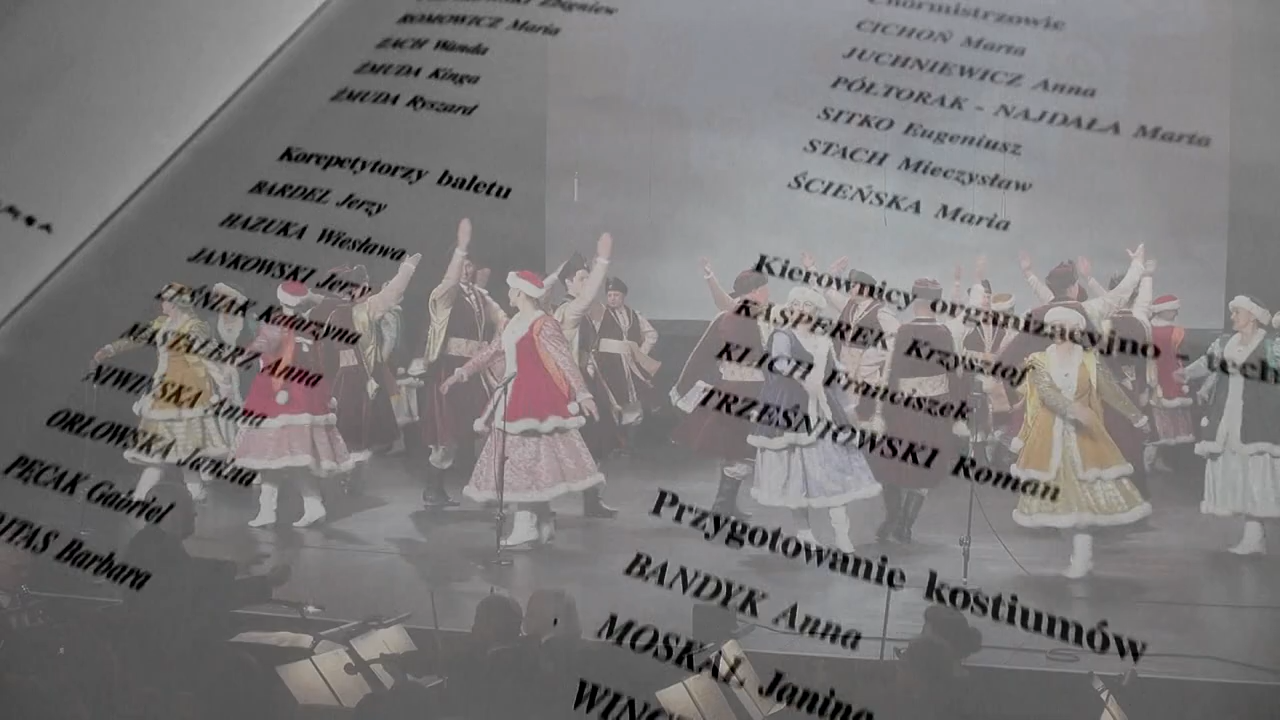 Zbigniew
ROMOWICZ Maria
ZACH Wanda
ŻMUDA Kinga
ŻMUDA Ryszard
Korepetytorzy baletu
BARDEL Jerzy
HAZUKA Wiesława
JANKOWSKI Jerzy
LEŚNIAK Katarzyna
MASTALERZ Anna
NIWIŃSKA Anna
ORŁOWSKA Janina
PĘCAK Gabriel
Barbara
Chórmistrzowie
CICHOŃ Marta
JUCHNIEWICZ Anna
PÓŁTORAK - NAJDAŁA Marta
SITKO Eugeniusz
STACH Mieczysław
ŚCIEŃSKA Maria
Kierownicy organizacyjno - tech
KASPEREK Krzysztof
KLICH Franciszek
TRZEŚNIOWSKI Roman
Przygotowanie kostiumów
BANDYK Anna
MOSKAL Janina